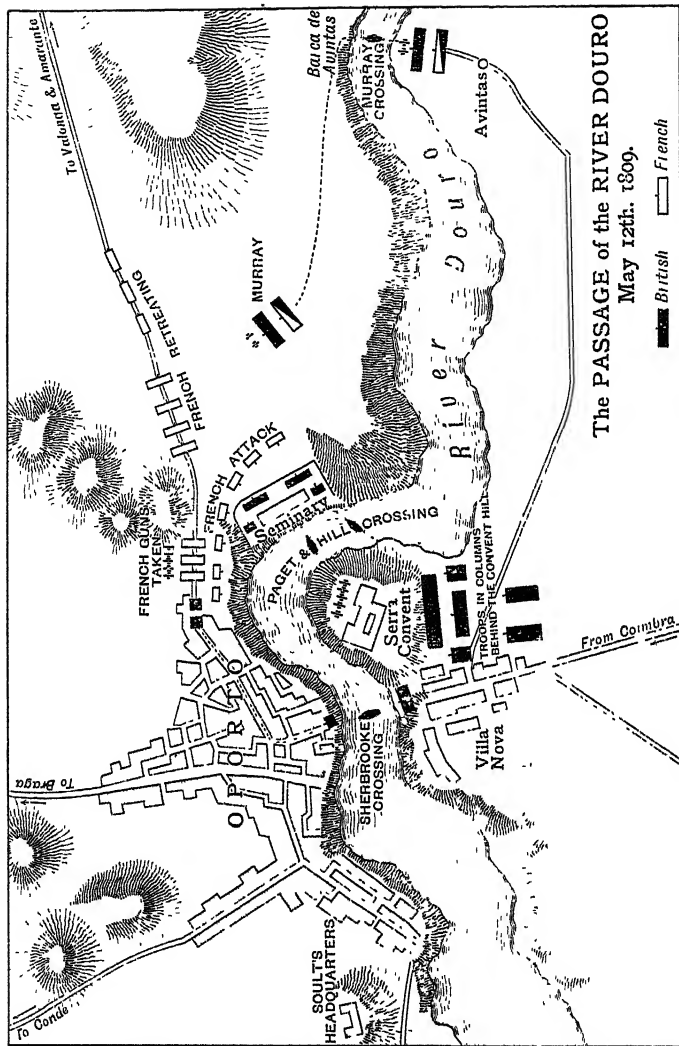 To Valonga & Amarante
Barca de
Avintas
MURRAY
CROSSING
Avintas
MURRAY
RETREATING
FRENCH
FRENCH ATTACK
FRENCH GUNS
TAKEN
Seminary
PAGET & HILL CROSSING
River Douro
Serra
Convent
TROOPS IN COLUMNS
BEHIND THE CONVENT HILL
From Coimbra
Villa
Nova
SHERBROOKE
CROSSING
OPORTO
To Braga
To Conde
SOULT'S
HEADQUARTERS
The PASSAGE of the RIVER DOURO
May 12th. 1809.
British French